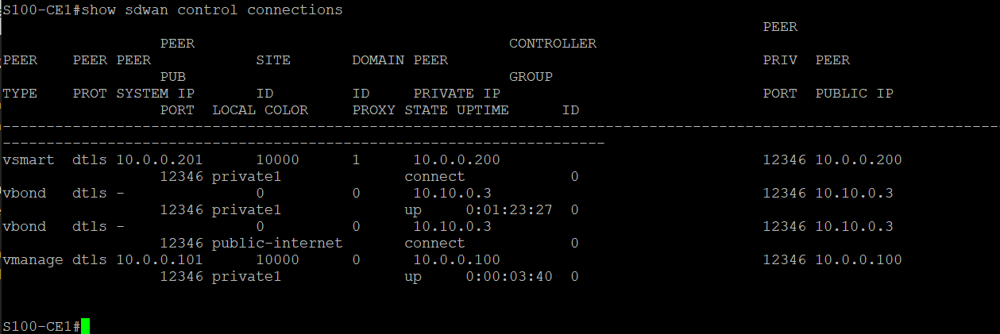 S100-CE1#show sdwan control connections
PEER
PEER CONTROLLER
PEER PEER PEER SITE DOMAIN PEER PRIV PEER
PUB GROUP
TYPE PROT SYSTEM IP ID ID PRIVATE IP PORT PUBLIC IP
PORT LOCAL COLOR PROXY STATE UPTIME ID
-------------------------------------------------------------------------------------------------------------------
---------------------------------------------------------------------
vsmart dtls 10.0.0.201 10000 1 10.0.0.200 12346 10.0.0.200
12346 private1 connect 0
vbond dtls - 0 0 10.10.0.3 12346 10.10.0.3
12346 private1 up 0:01:23:27 0
vbond dtls - 0 0 10.10.0.3 12346 10.10.0.3
12346 public-internet connect 0
vmanage dtls 10.0.0.101 10000 0 10.0.0.100 12346 10.0.0.100
12346 private1 up 0:00:03:40 0
S100-CE1#